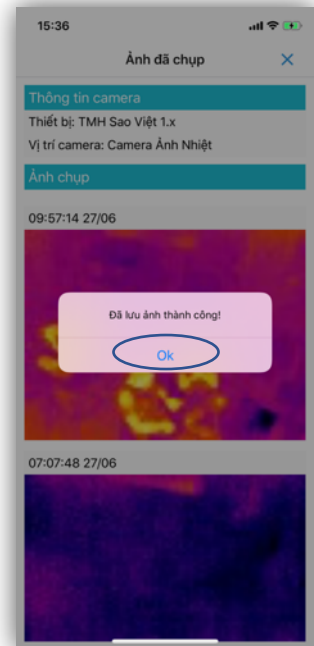 15:36
Ảnh đã chụp
Thông tin camera
Thiết bị: TMH Sao Việt 1.x
Vị trí camera: Camera Ảnh Nhiệt
Ảnh chụp
09:57:14 27/06
Đã lưu ảnh thành công!
Ok
07:07:48 27/06